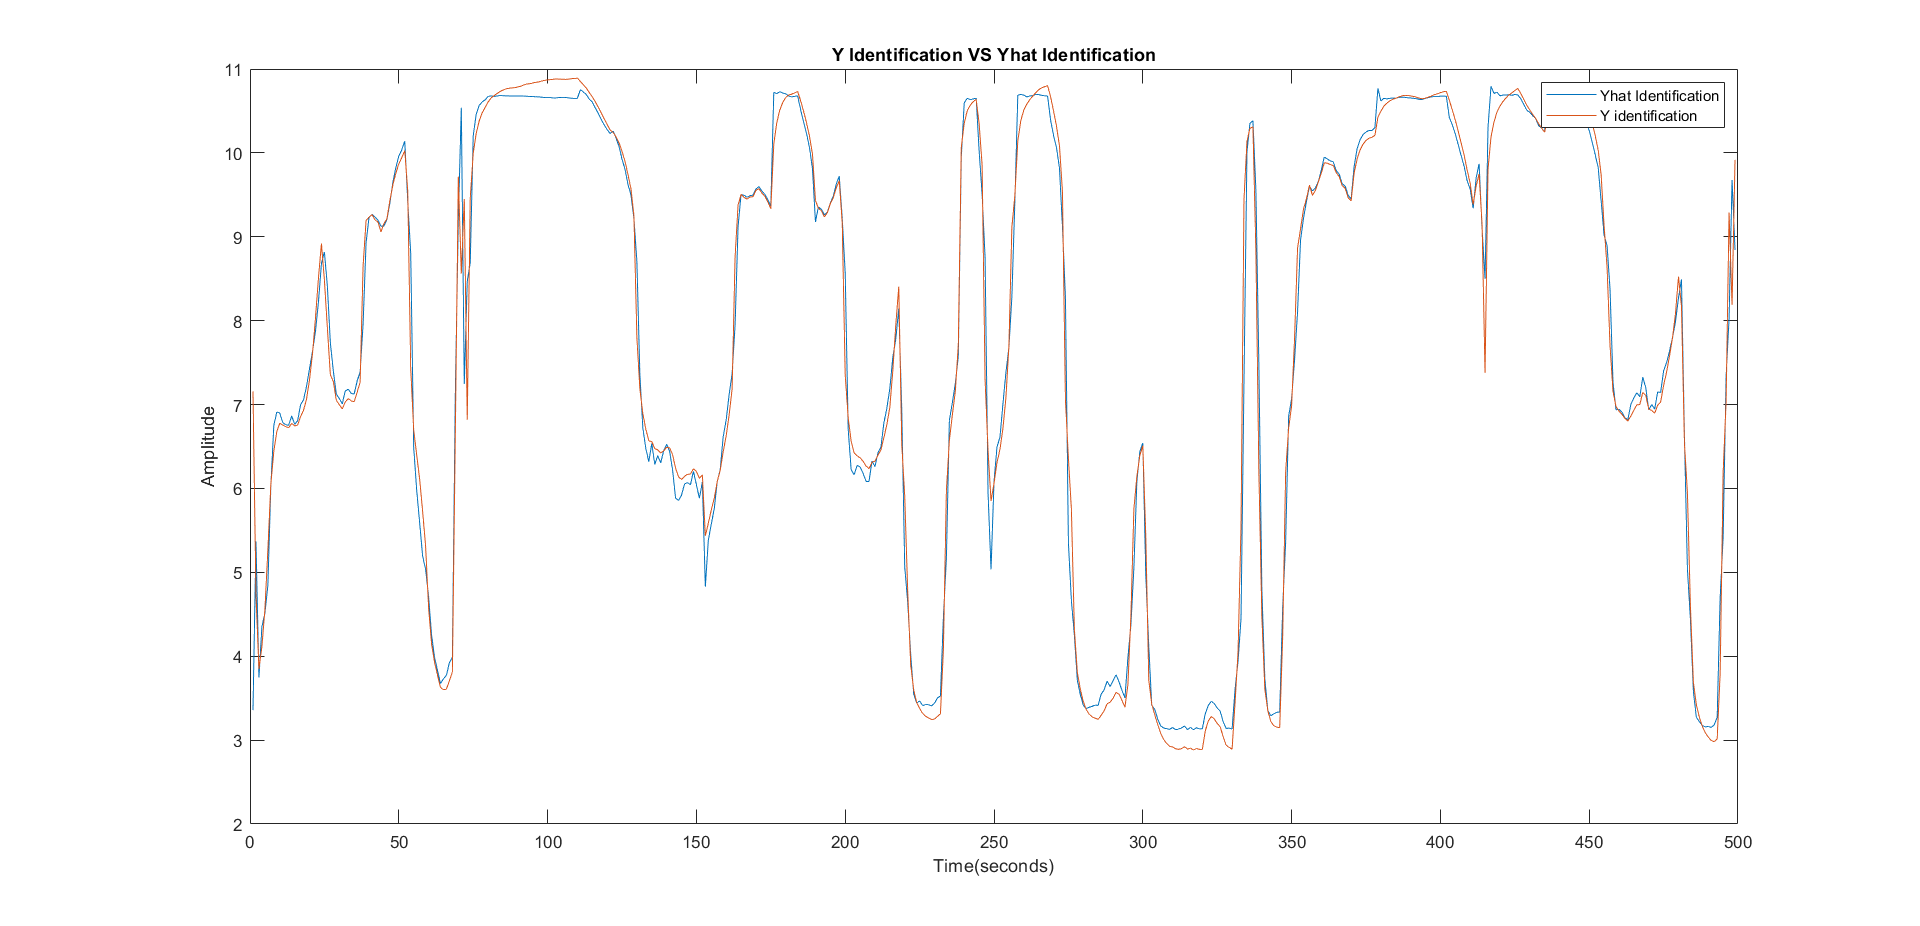 Y Identification VS Yhat Identification
11
10
9
8
7
6
5
4
3
2
Amplitude
Yhat Identification
Y identification
0 50 100 150 200 250 300 350 400 450 500
Time(seconds)